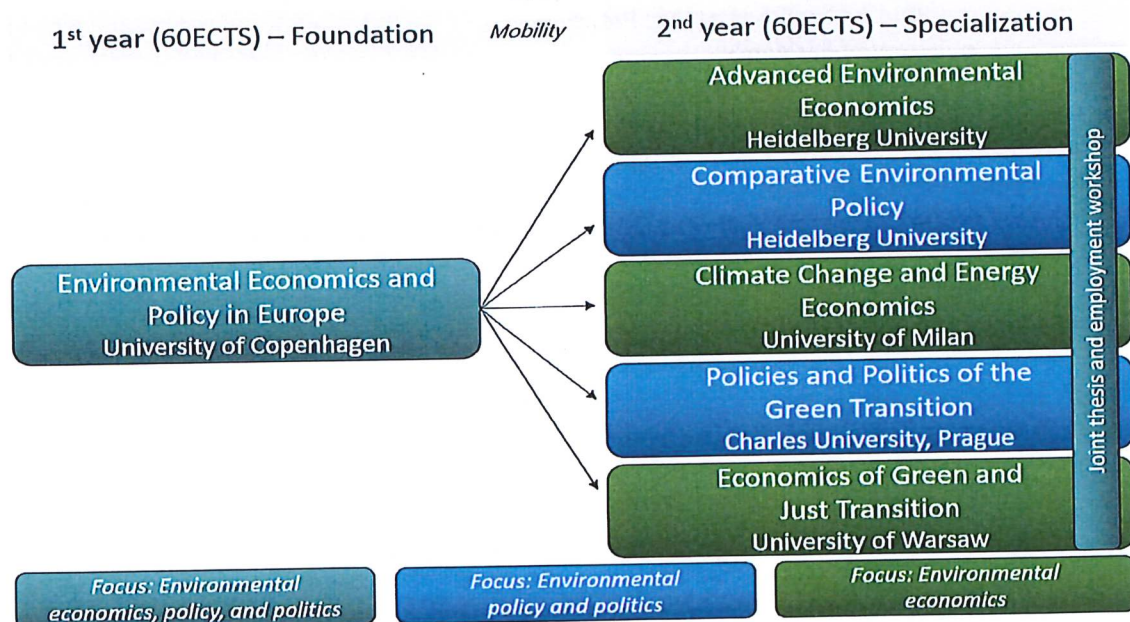 1st year (60ECTS) – Foundation
Mobility
2nd year (60ECTS) – Specialization
Environmental Economics and
Policy in Europe
University of Copenhagen
Advanced Environmental
Economics
Heidelberg University
Comparative Environmental
Policy
Heidelberg University
Climate Change and Energy
Economics
University of Milan
Policies and Politics of the
Green Transition
Charles University, Prague
Economics of Green and
Just Transition
University of Warsaw
Joint thesis and employment workshop
Focus: Environmental
economics, policy, and politics
Focus: Environmental
policy and politics
Focus: Environmental
economics